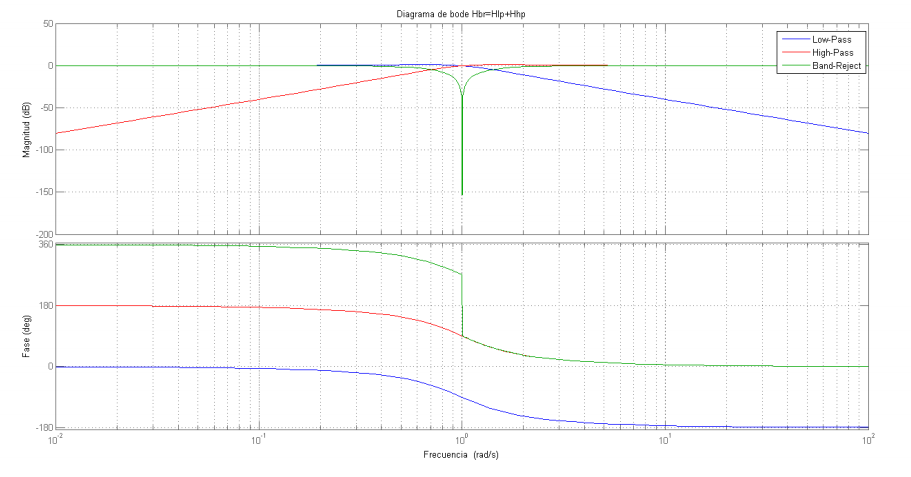 Diagrama de bode Hbr=Hlp+Hhp
50
0
-50
-100
-150
-200
Magnitud (dB)
Low-Pass
High-Pass
Band-Reject
360
180
0
-180
Fase (deg)
10^-2
10^-1
10^0
10^1
10^2
Frecuencia (rad/s)